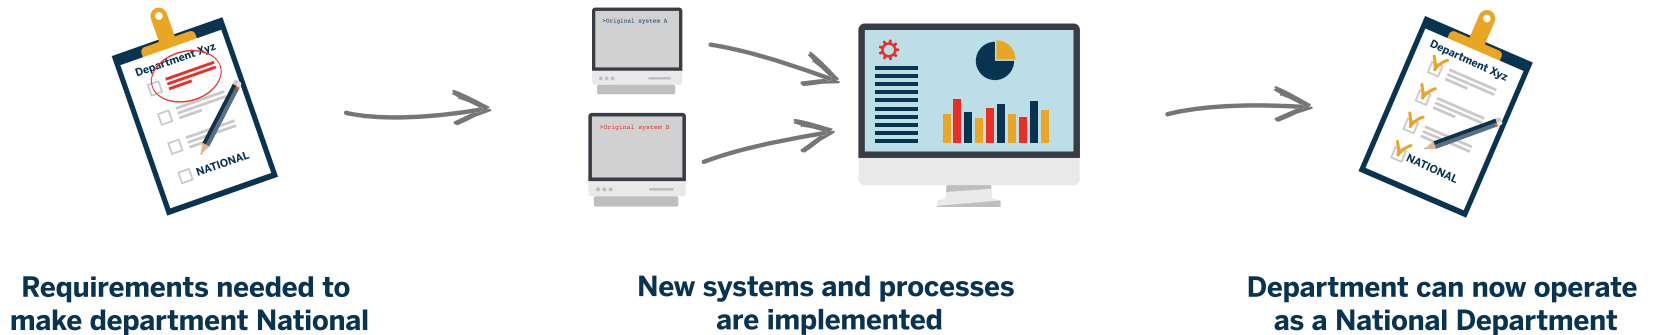 Department Xyz
NATIONAL
>Original system A
>Original system B
Department Xyz
NATIONAL
Requirements needed to
make department National
New systems and processes
are implemented
Department can now operate
as a National Department